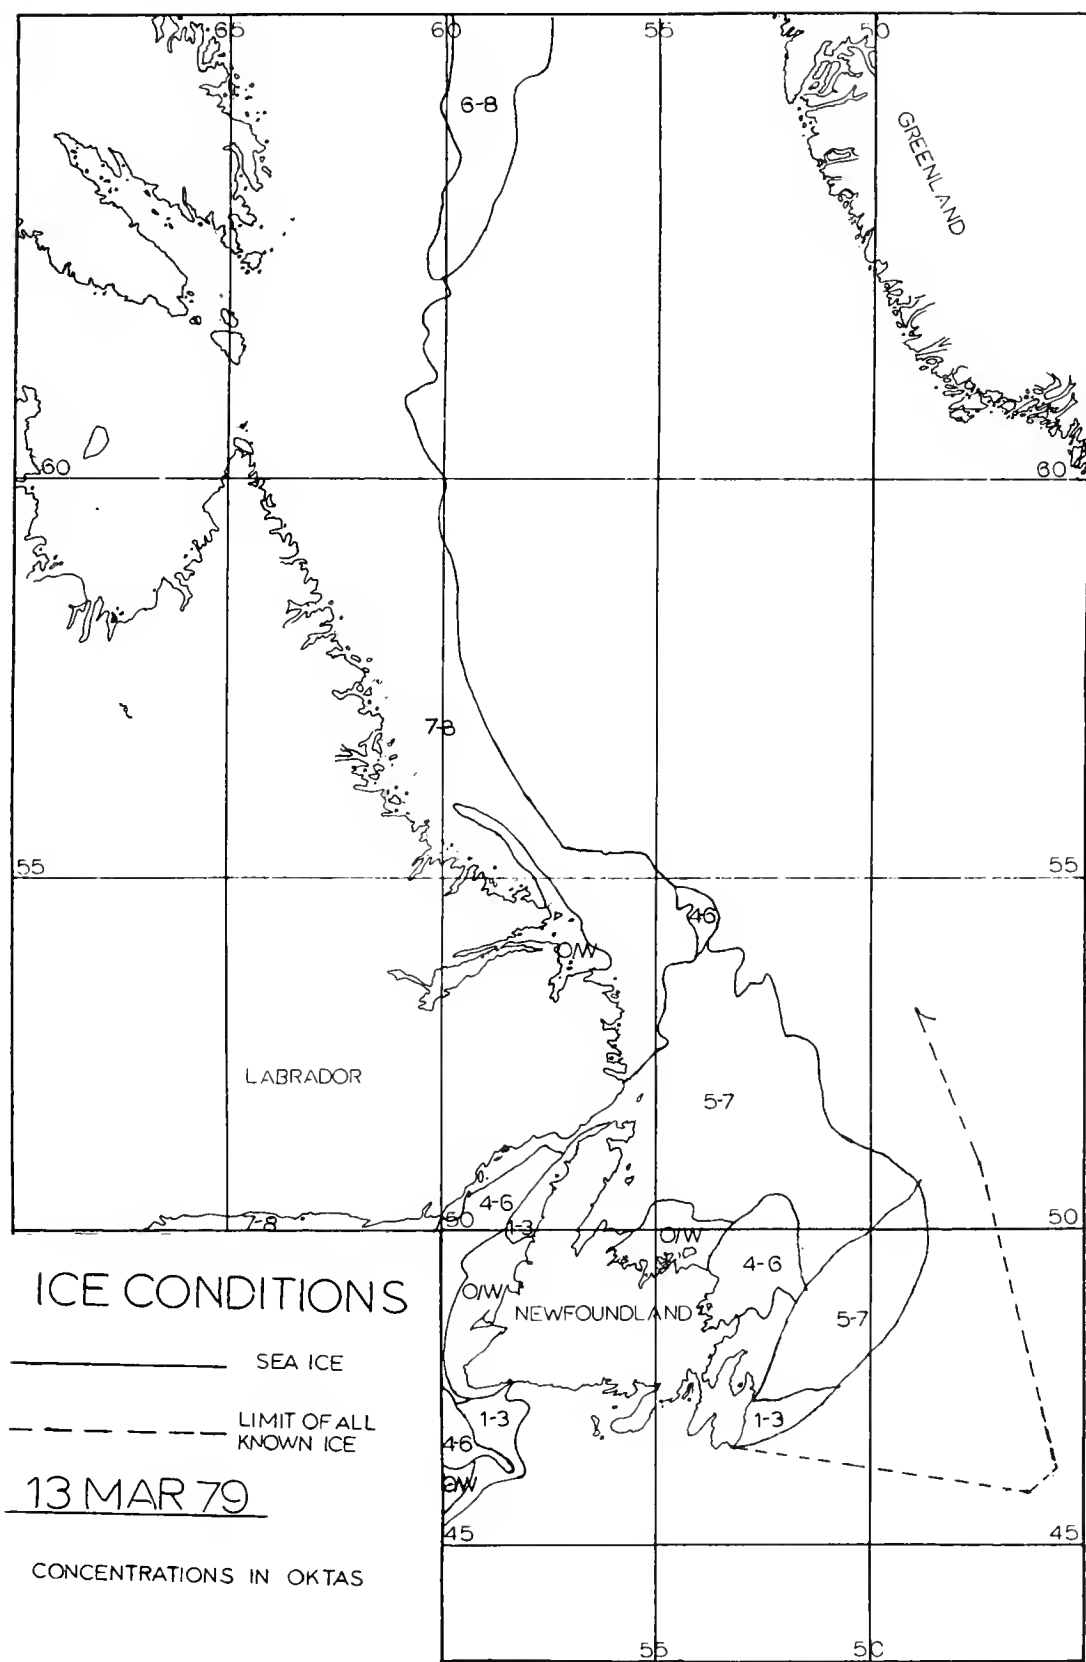 65 60 55 50
6-8
GREENLAND
60 60
7-8
55 55
4-6
O/W
LABRADOR
5-7
4-6
7-8 50 1-3 50
O/W
4-6
O/W
NEWFOUNDLAND
5-7
ICE CONDITIONS
SEA ICE
1-3 1-3
LIMIT OF ALL
KNOWN ICE
4-6
O/W
13 MAR 79
45 45
CONCENTRATIONS IN OKTAS
55 50